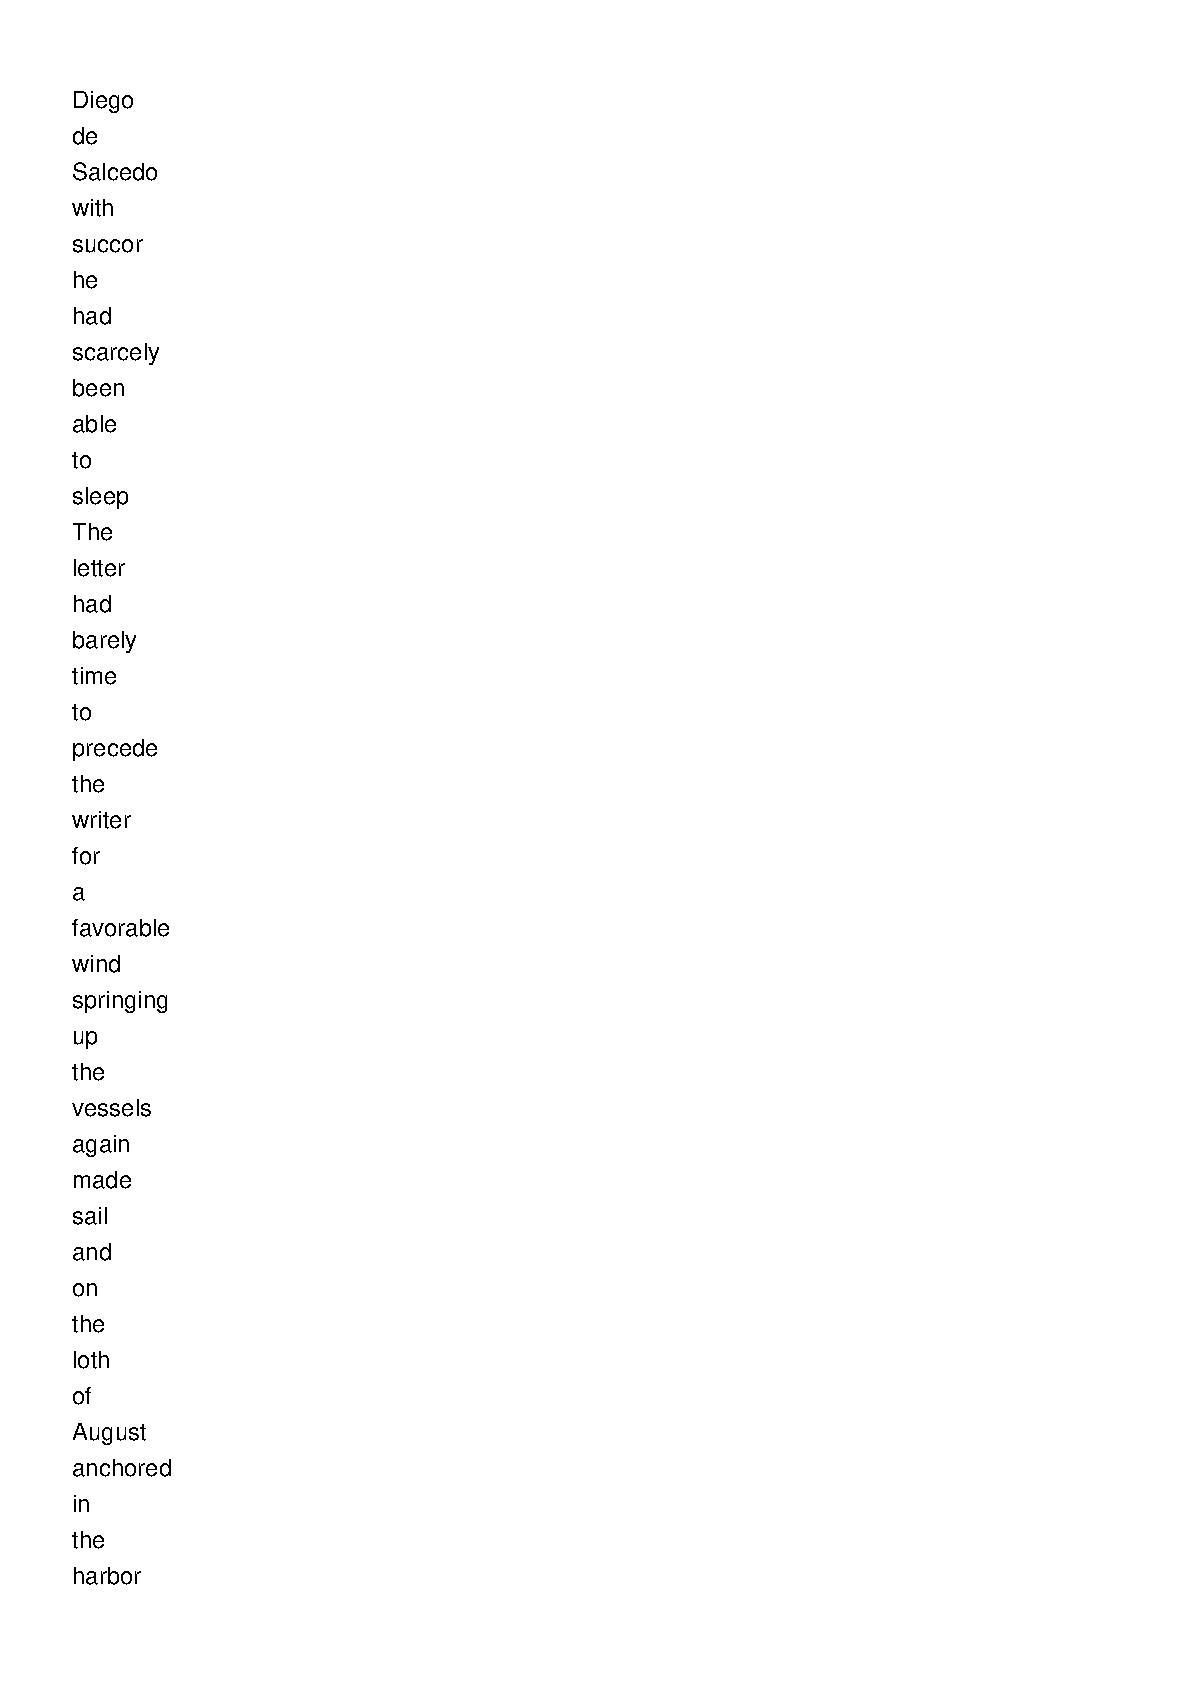 Diego
de
Salcedo
with
succor
he
had
scarcely
been
able
to
sleep
The
letter
had
barely
time
to
precede
the
writer
for
a
favorable
wind
springing
up
the
vessels
again
made
sail
and
on
the
loth
of
August
anchored
in
the
harbor